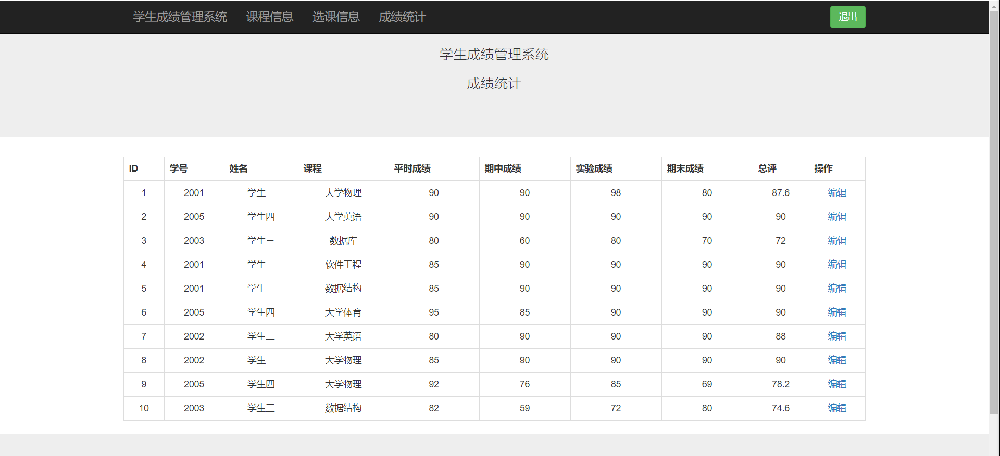 学生成绩管理系统 课程信息 选课信息 成绩统计 退出
学生成绩管理系统
成绩统计
ID 学号 姓名 课程 平时成绩 期中成绩 实验成绩 期末成绩 总评 操作
1 2001 学生一 大学物理 90 90 98 80 87.6 编辑
2 2005 学生四 大学英语 90 90 90 90 90 编辑
3 2003 学生三 数据库 80 60 80 70 72 编辑
4 2001 学生一 软件工程 85 90 90 90 90 编辑
5 2001 学生一 数据结构 85 90 90 90 90 编辑
6 2005 学生四 大学体育 95 85 90 90 90 编辑
7 2002 学生二 大学英语 80 90 90 90 88 编辑
8 2002 学生二 大学物理 85 90 90 90 90 编辑
9 2005 学生四 大学物理 92 76 85 69 78.2 编辑
10 2003 学生三 数据结构 82 59 72 80 74.6 编辑